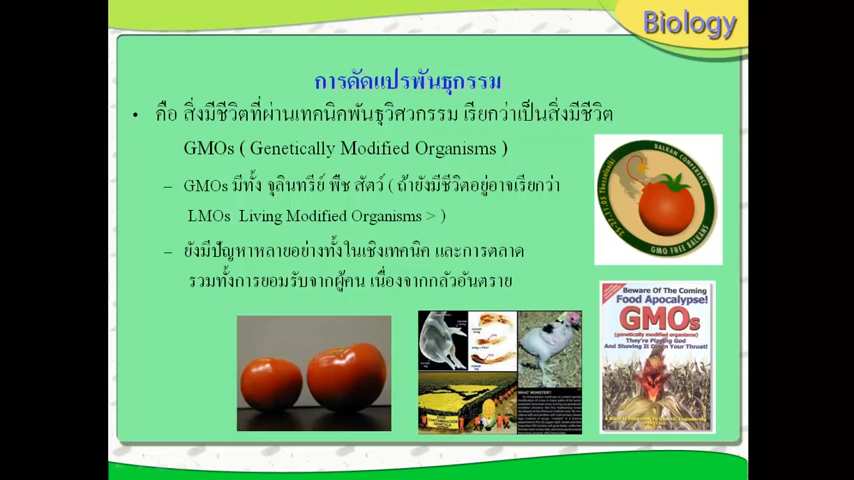 Biology
การดัดแปรพันธุกรรม
• คือ สิ่งมีชีวิตที่ผ่านเทคนิคพันธุวิศวกรรม เรียกว่าเป็นสิ่งมีชีวิต
GMOs ( Genetically Modified Organisms )
– GMOs มีทั้ง จุลินทรีย์ พืช สัตว์ ( ถ้ายังมีชีวิตอยู่อาจเรียกว่า
LMOs Living Modified Organisms > )
– ยังมีปัญหาหลายอย่างทั้งในเชิงเทคนิค และการตลาด
รวมทั้งการยอมรับจากผู้คน เนื่องจากกลัวอันตราย
BALKAN CONFERENCE
GMO FREE BALKANS
Beware Of The Coming
Food Apocalypse!
GMOs
(genetically modified organisms)
They're Playing God
And Shoving It Down Your Throat!
WHAT MONSTER?